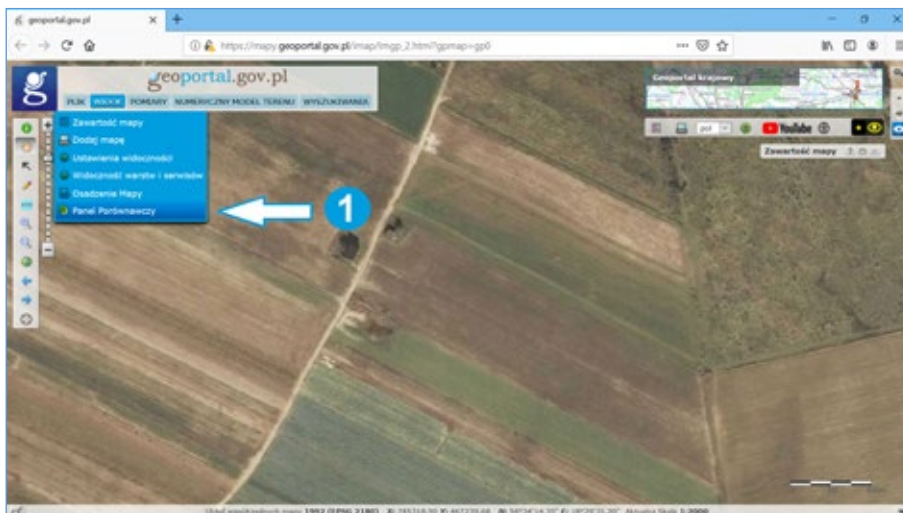 geoportal.gov.pl
https://mapy.geoportal.gov.pl/imap/Imgp_2.html?gpmap=gp0
geoportal.gov.pl
PLIK WIDOK POMIARY NUMERYCZNY MODEL TERENU WYSZUKIWANIA
Zawartość mapy
Dodaj mapę
Ustawienia widoczności
Widoczność warstw i serwisów
Osadzenie Mapy
Panel Porównawczy
1
Geoportal krajowy
pol
YouTube
Zawartość mapy